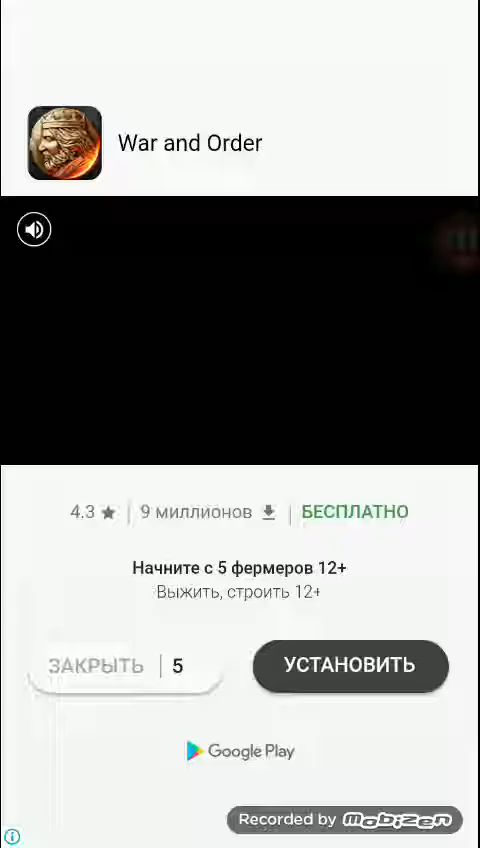 War and Order
4.3 | 9 миллионов | БЕСПЛАТНО
Начните с 5 фермеров 12+
Выжить, строить 12+
ЗАКРЫТЬ | 5
УСТАНОВИТЬ
Google Play
Recorded by mobizen